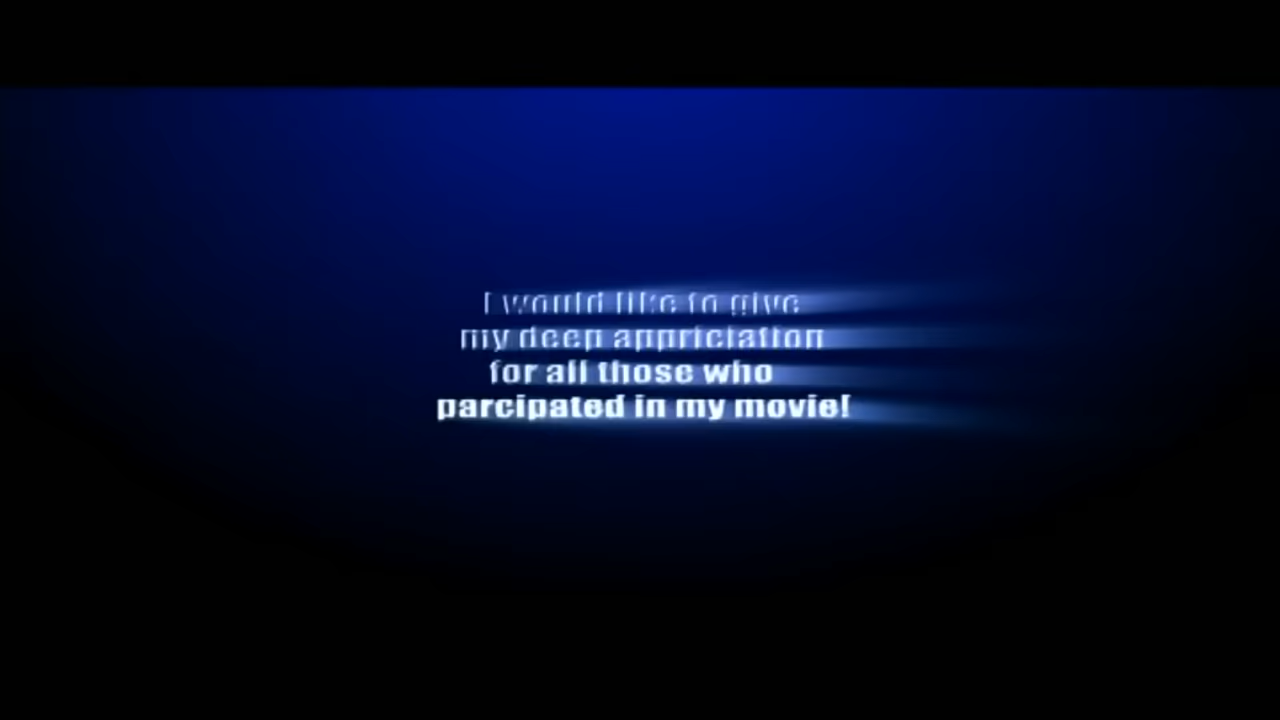 I would like to give
my deep appriciation
for all those who
parcipated in my movie!